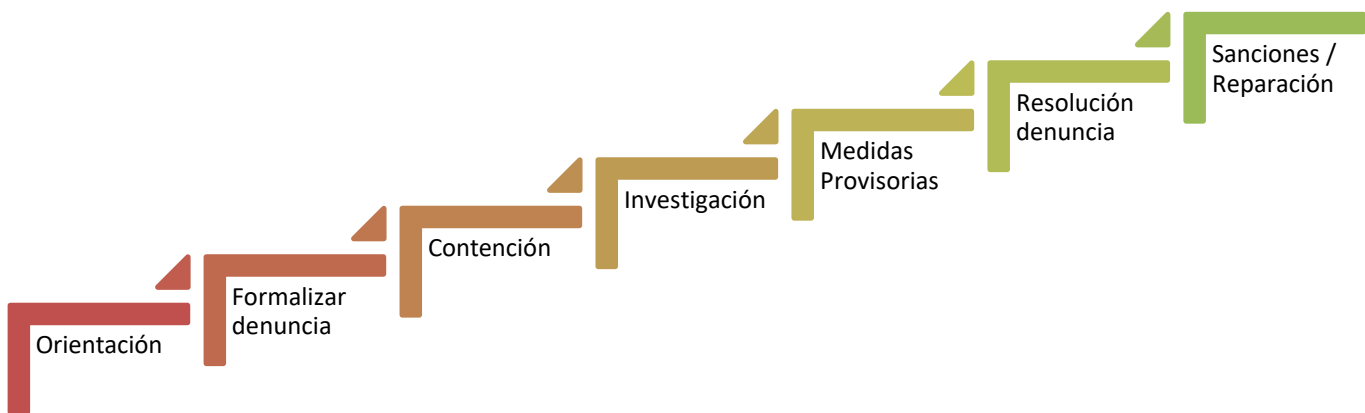 Orientación
Formalizar
denuncia
Contención
Investigación
Medidas
Provisorias
Resolución
denuncia
Sanciones /
Reparación